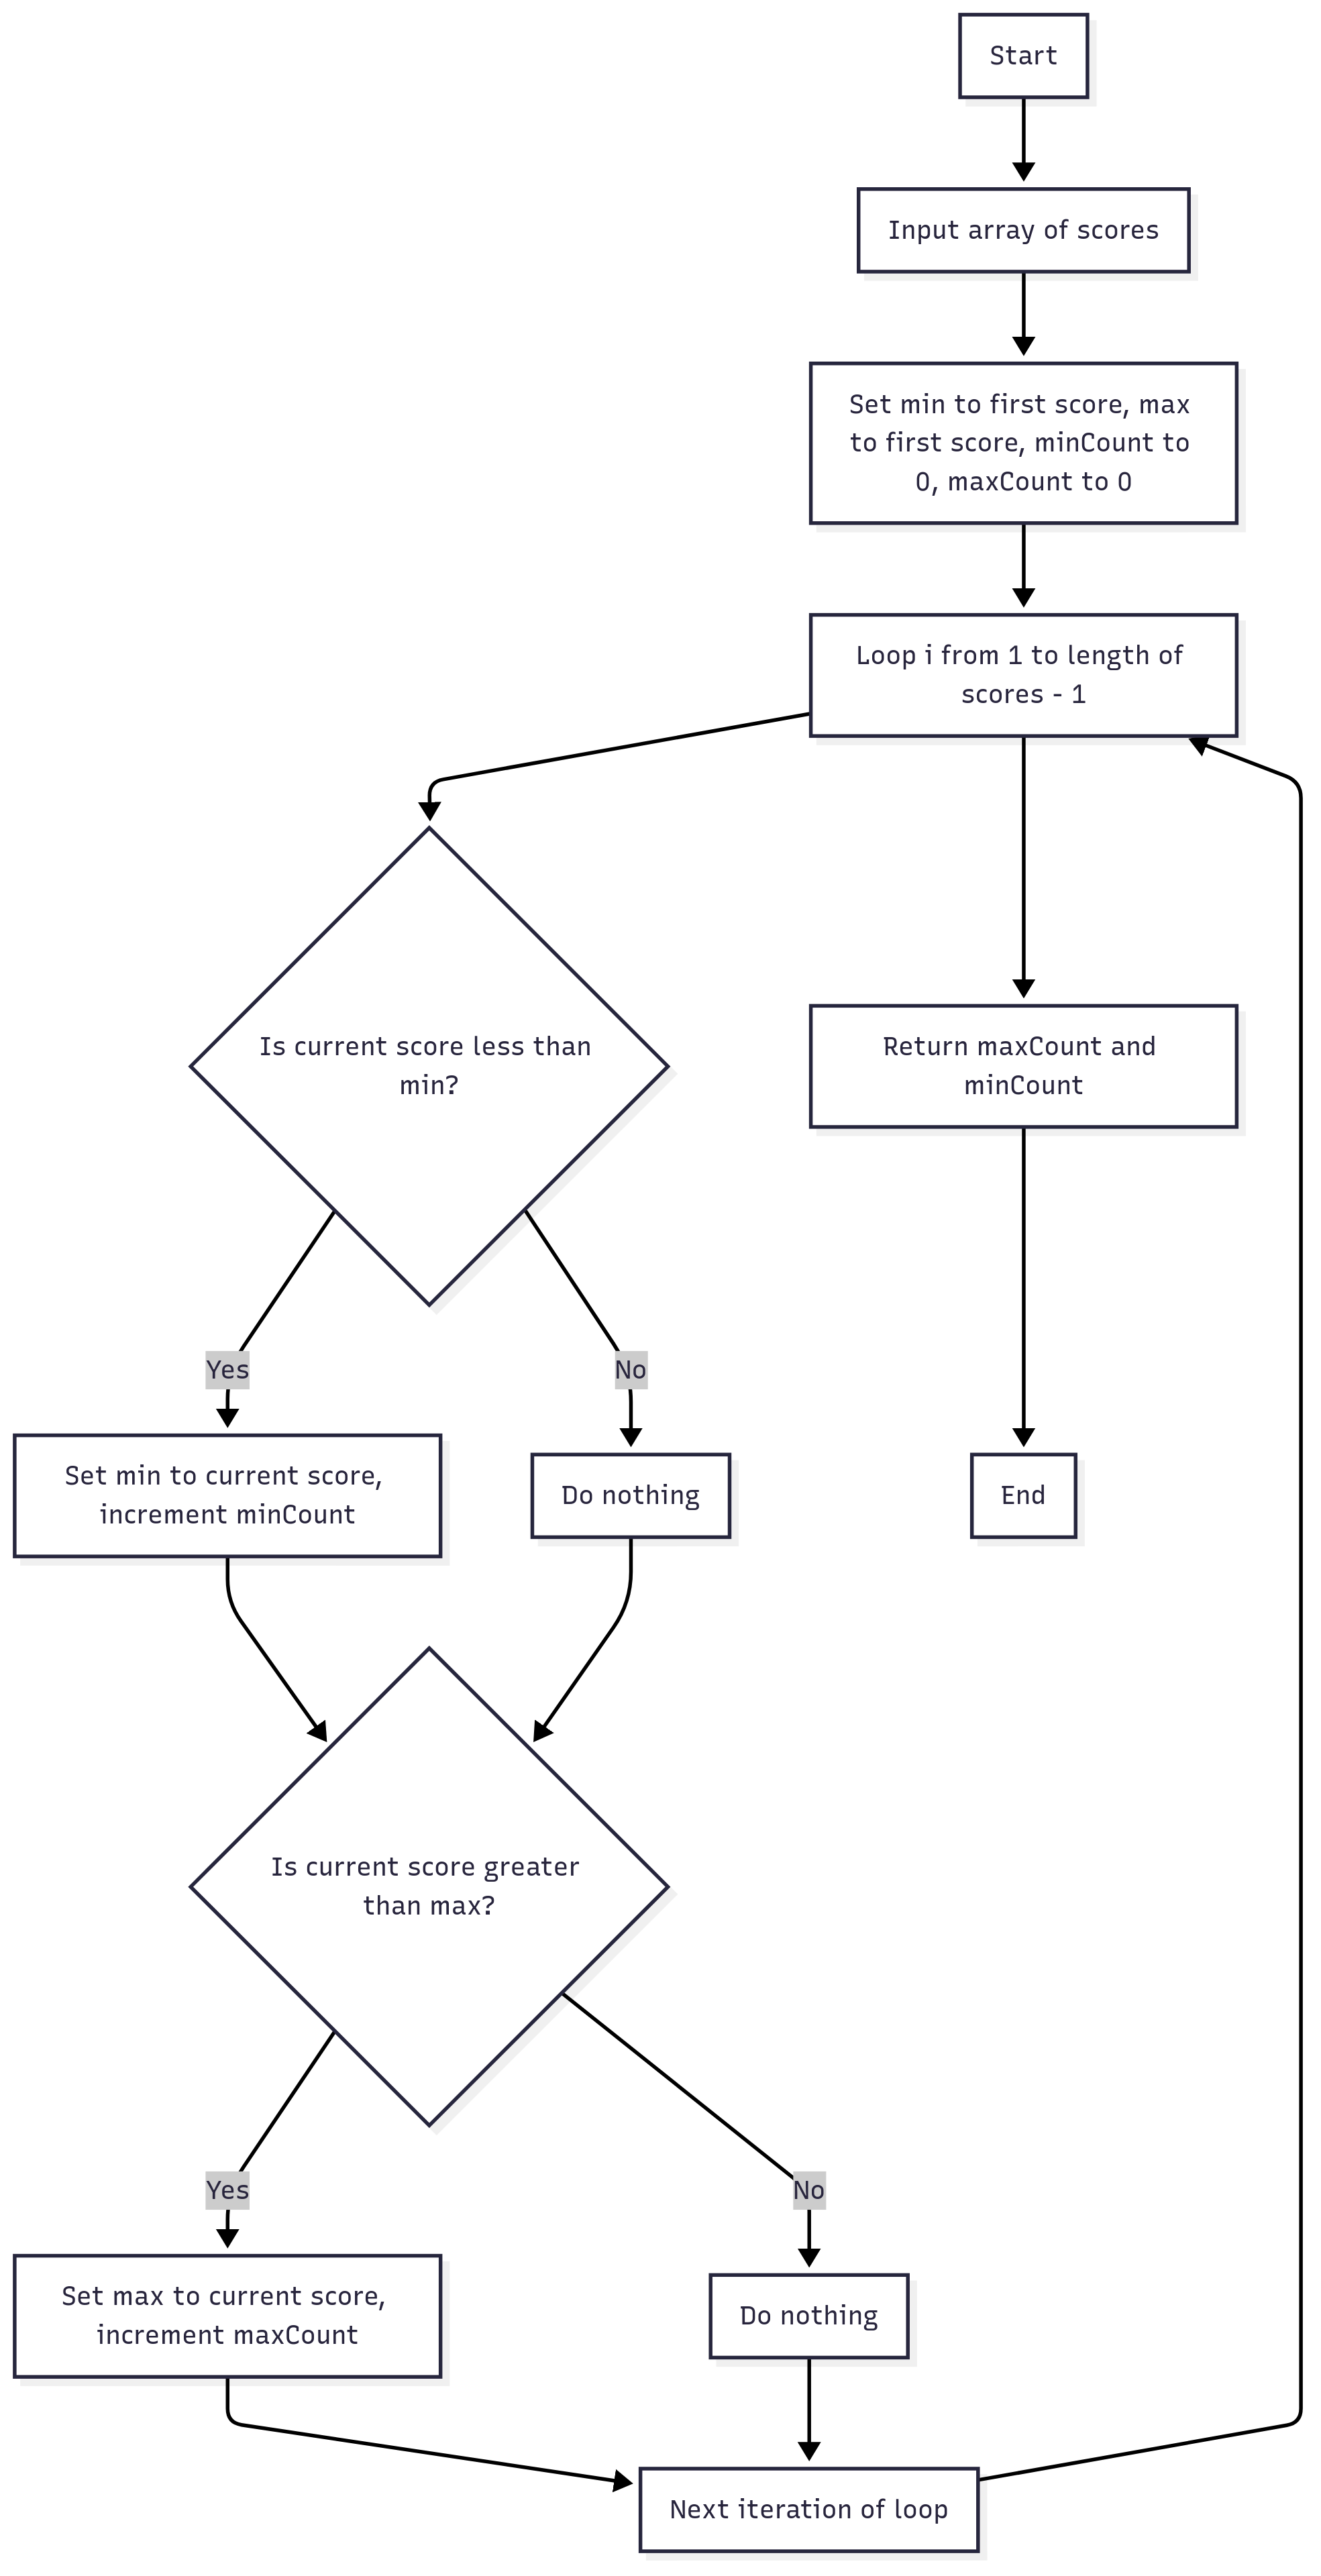 Start
Input array of scores
Set min to first score, max
to first score, minCount to
0, maxCount to 0
Loop i from 1 to length of
scores - 1
Is current score less than
min?
Return maxCount and
minCount
Yes
No
Set min to current score,
increment minCount
Do nothing
End
Is current score greater
than max?
Yes
No
Set max to current score,
increment maxCount
Do nothing
Next iteration of loop